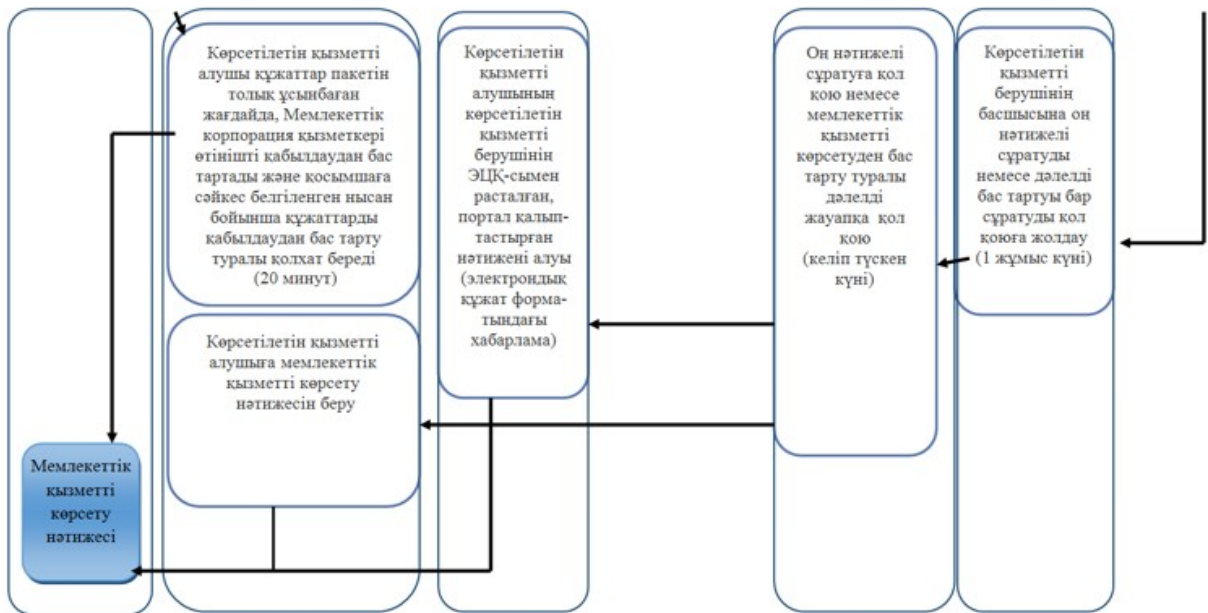 Көрсетілетін қызметті
алушы құжаттар пакетін
толық ұсынбаған
жағдайда, Мемлекеттік
корпорация қызметкері
өтінішті қабылдаудан бас
тартады және қосымшаға
сәйкес белгіленген нысан
бойынша құжаттарды
қабылдаудан бас тарту
туралы қолхат береді
(20 минут)
Көрсетілетін қызметті
алушыға мемлекеттік
қызметті көрсету
нәтижесін беру
Көрсетілетін
қызметті
алушының
көрсетілетін
қызметті
берушінің
ЭЦҚ-сымен
расталған,
портал қалып-
тастырған
нәтижені алуы
(электрондық
құжат форма-
тындағы
хабарлама)
Оң нәтижелі
сұратуға қол
қою немесе
мемлекеттік
қызметті
көрсетуден бас
тарту туралы
дәлелді
жауапқа қол
қою
(келіп түскен
күні)
Көрсетілетін
қызметті
берушінің
басшысына оң
нәтижелі
сұратуды
немесе дәлелді
бас тартуы бар
сұратуды қол
қоюға жолдау
(1 жұмыс күні)
Мемлекеттік
қызметті
көрсету
нәтижесі